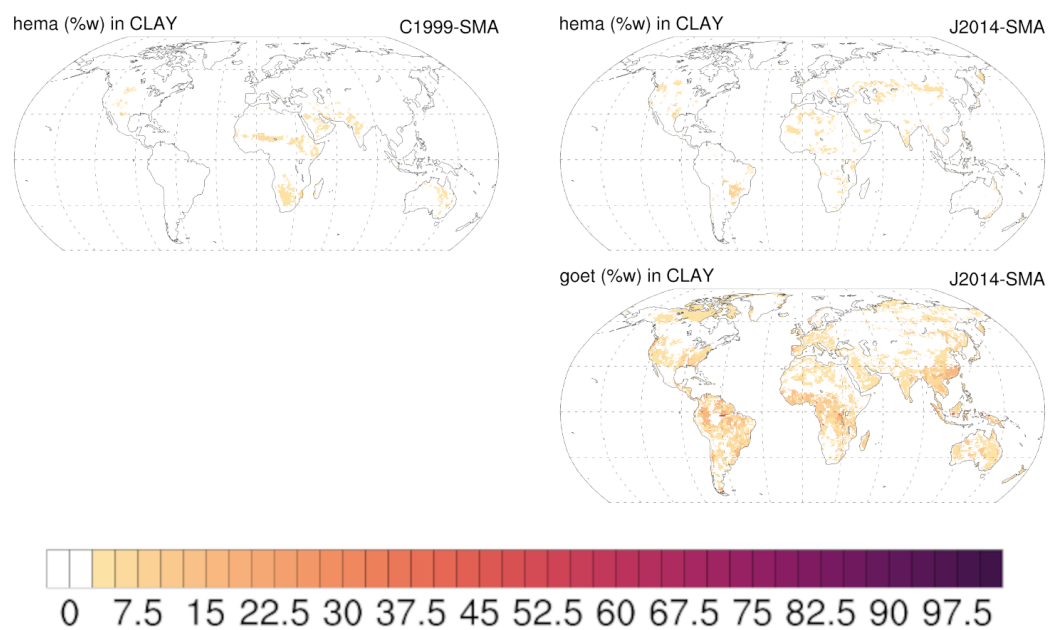 hema (%w) in CLAY C1999-SMA
hema (%w) in CLAY J2014-SMA
goet (%w) in CLAY J2014-SMA
0 7.5 15 22.5 30 37.5 45 52.5 60 67.5 75 82.5 90 97.5